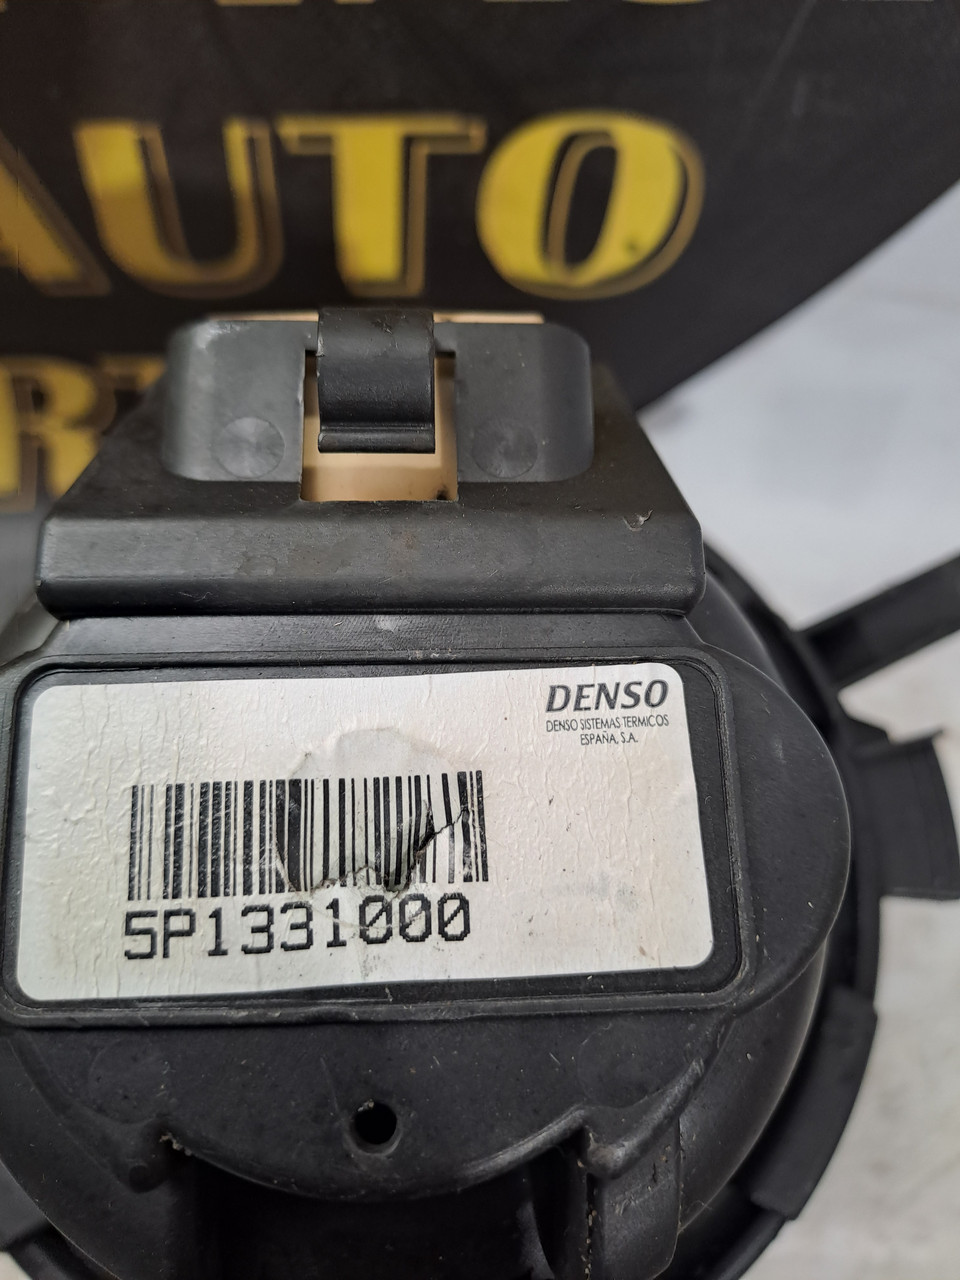 AUTO
DENSO
DENSO SISTEMAS TERMICOS
ESPAÑA, S.A.
5P1331000